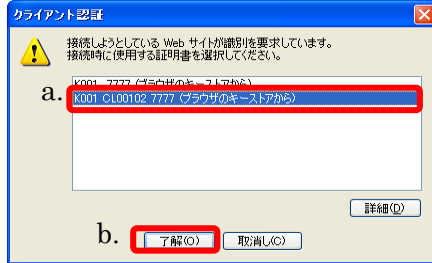 クライアント認証
接続しようとしている Web サイトが識別を要求しています。
接続時に使用する証明書を選択してください。
K001 7777 (ブラウザのキーストアから)
a.
K001 CL00102 7777 (ブラウザのキーストアから)
詳細(D)
b.
了解(O)
取消し(C)